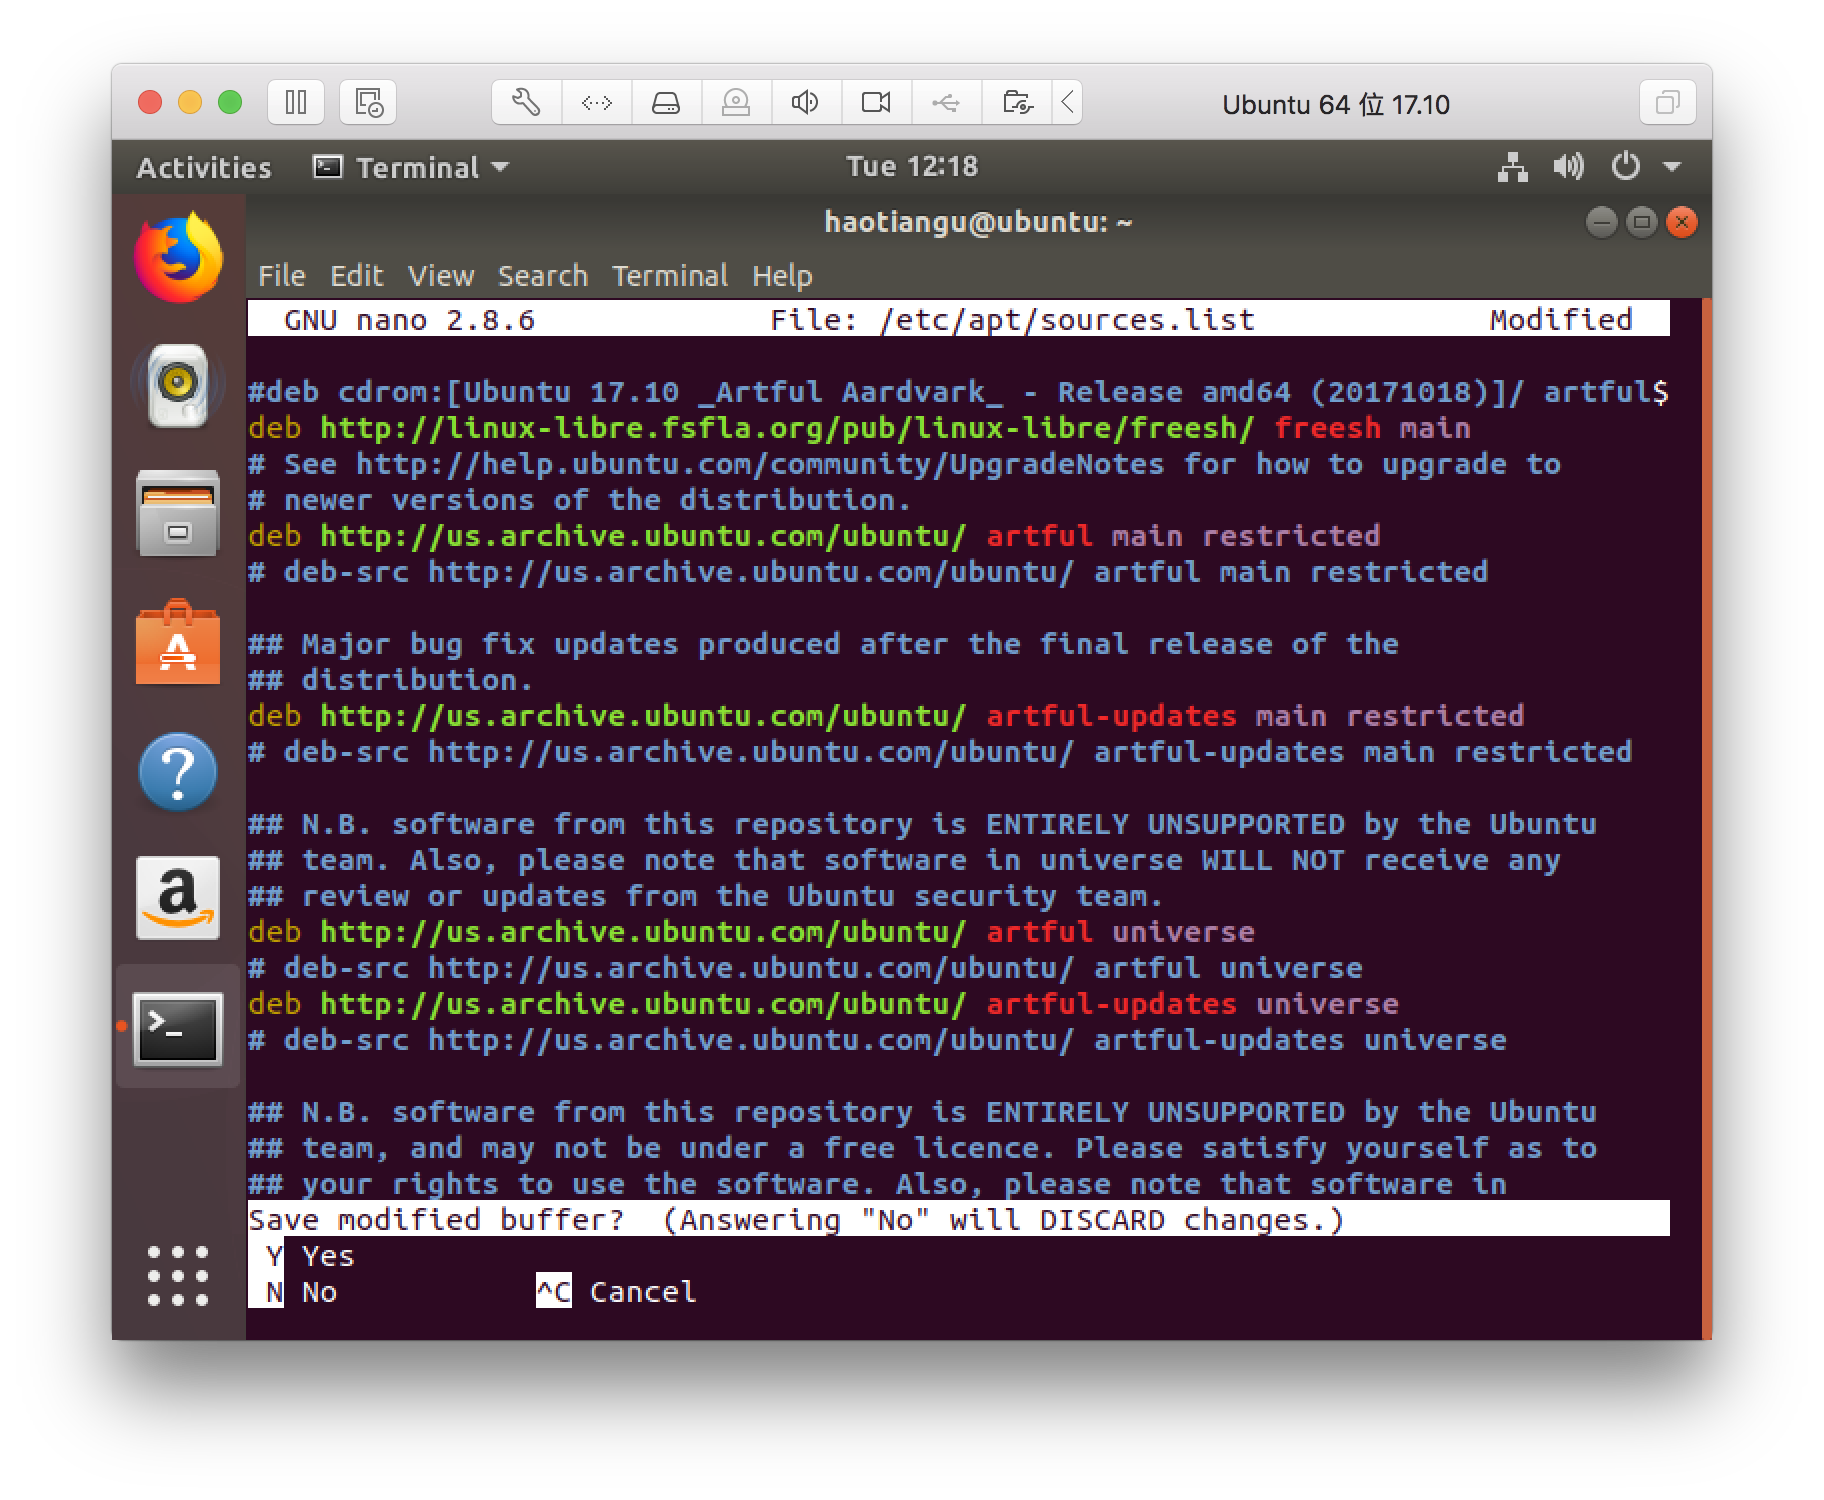 Ubuntu 64 位 17.10
Activities Terminal Tue 12:18
haotiangu@ubuntu: ~
File Edit View Search Terminal Help
GNU nano 2.8.6 File: /etc/apt/sources.list Modified
#deb cdrom:[Ubuntu 17.10 _Artful Aardvark_ - Release amd64 (20171018)]/ artful$
deb http://linux-libre.fsfla.org/pub/linux-libre/freesh/ freesh main
# See http://help.ubuntu.com/community/UpgradeNotes for how to upgrade to
# newer versions of the distribution.
deb http://us.archive.ubuntu.com/ubuntu/ artful main restricted
# deb-src http://us.archive.ubuntu.com/ubuntu/ artful main restricted
## Major bug fix updates produced after the final release of the
## distribution.
deb http://us.archive.ubuntu.com/ubuntu/ artful-updates main restricted
# deb-src http://us.archive.ubuntu.com/ubuntu/ artful-updates main restricted
## N.B. software from this repository is ENTIRELY UNSUPPORTED by the Ubuntu
## team. Also, please note that software in universe WILL NOT receive any
## review or updates from the Ubuntu security team.
deb http://us.archive.ubuntu.com/ubuntu/ artful universe
# deb-src http://us.archive.ubuntu.com/ubuntu/ artful universe
deb http://us.archive.ubuntu.com/ubuntu/ artful-updates universe
# deb-src http://us.archive.ubuntu.com/ubuntu/ artful-updates universe
## N.B. software from this repository is ENTIRELY UNSUPPORTED by the Ubuntu
## team, and may not be under a free licence. Please satisfy yourself as to
## your rights to use the software. Also, please note that software in
Save modified buffer? (Answering "No" will DISCARD changes.)
Y Yes
N No ^C Cancel